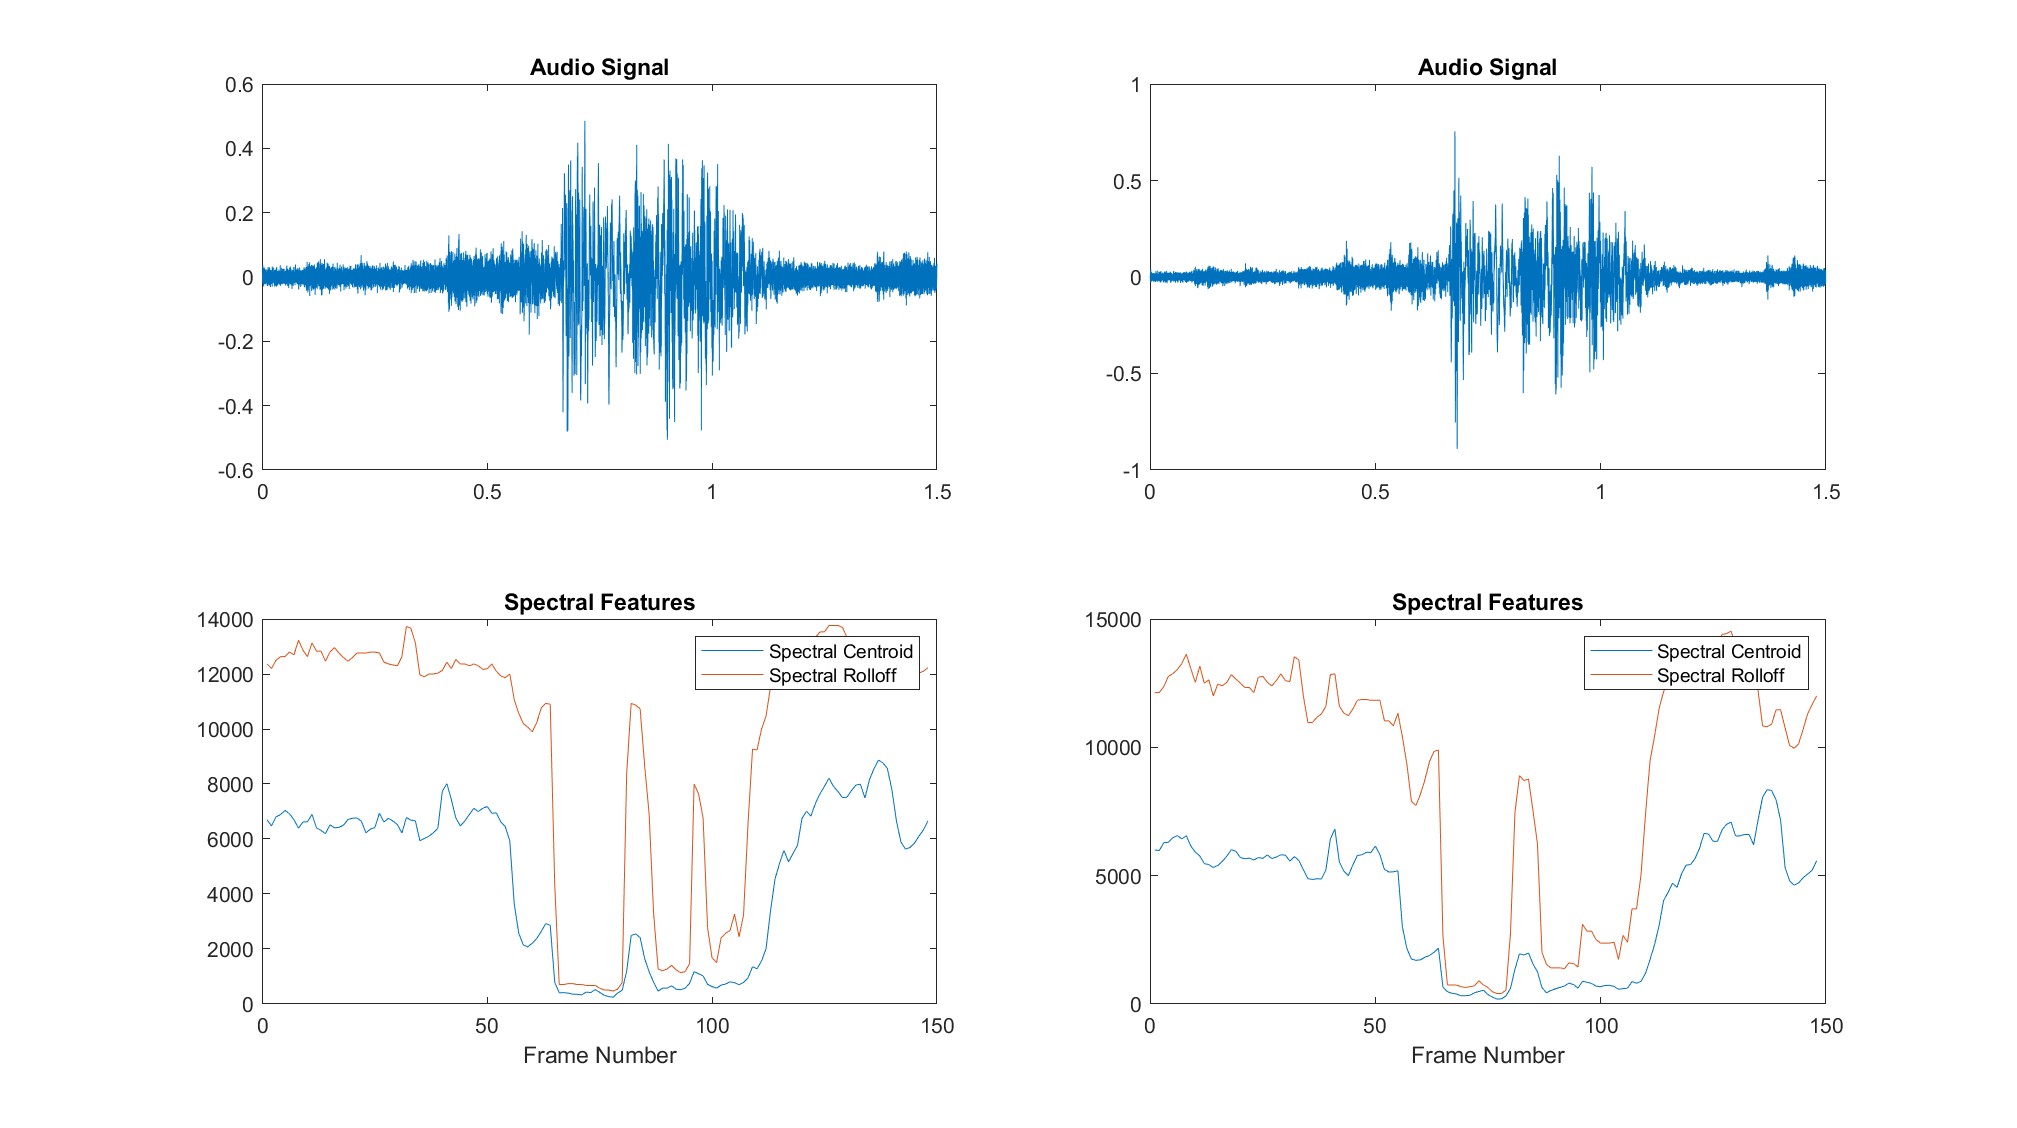 Audio Signal
0.6
0.4
0.2
0
-0.2
-0.4
-0.6
0 0.5 1 1.5
Audio Signal
1
0.5
0
-0.5
-1
0 0.5 1 1.5
Spectral Features
14000
12000
10000
8000
6000
4000
2000
0
Spectral Centroid
Spectral Rolloff
0 50 100 150
Frame Number
Spectral Features
15000
10000
5000
0
Spectral Centroid
Spectral Rolloff
0 50 100 150
Frame Number